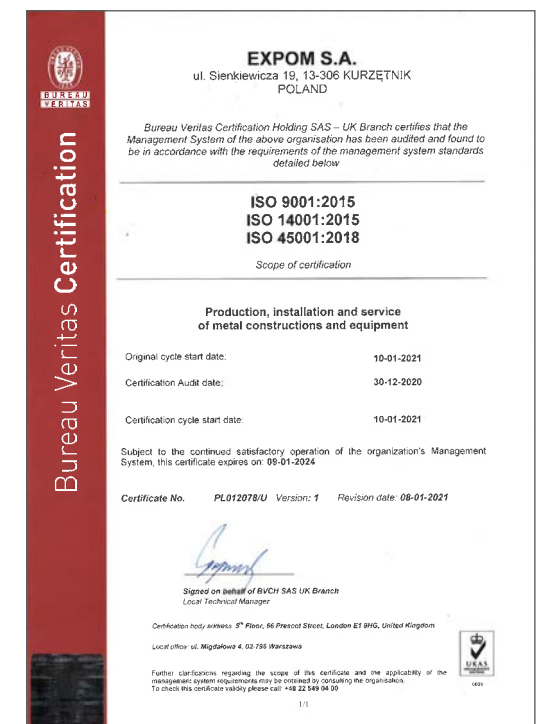 BUREAU
VERITAS
Bureau Veritas Certification
EXPOM S.A.
ul. Sienkiewicza 19, 13-306 KURZĘTNIK
POLAND
Bureau Veritas Certification Holding SAS – UK Branch certifies that the
Management System of the above organisation has been audited and found to
be in accordance with the requirements of the management system standards
detailed below
ISO 9001:2015
ISO 14001:2015
ISO 45001:2018
Scope of certification
Production, installation and service
of metal constructions and equipment
Original cycle start date: 10-01-2021
Certification Audit date: 30-12-2020
Certification cycle start date: 10-01-2021
Subject to the continued satisfactory operation of the organization's Management
System, this certificate expires on: 09-01-2024
Certificate No. PL012078/U Version: 1 Revision date: 08-01-2021
Signed on behalf of BVCH SAS UK Branch
Local Technical Manager
Certification body address: 5th Floor, 66 Prescot Street, London E1 8HG, United Kingdom
Local office: ul. Migdałowa 4, 02-796 Warszawa
Further clarifications regarding the scope of this certificate and the applicability of the
management system requirements may be obtained by consulting the organisation.
To check this certificate validity please call: +48 22 549 04 00
UKAS
1/1